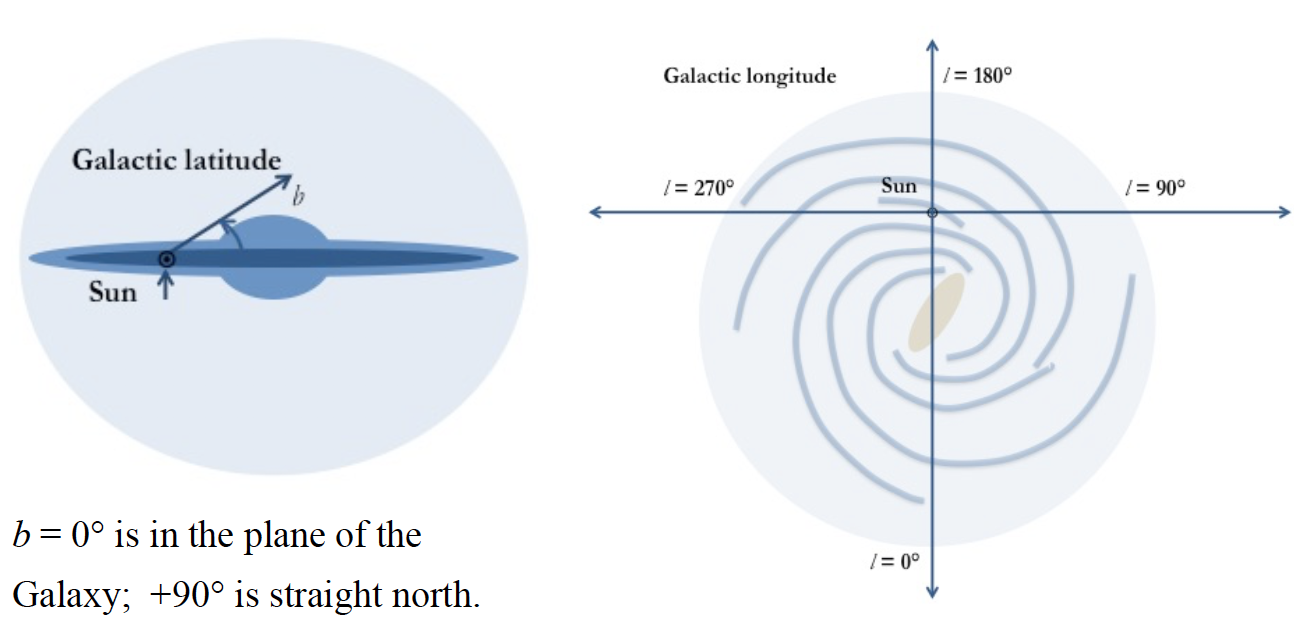 Galactic latitude
b
Sun
b = 0° is in the plane of the
Galaxy; +90° is straight north.
Galactic longitude
l = 180°
l = 270°
Sun
l = 90°
l = 0°